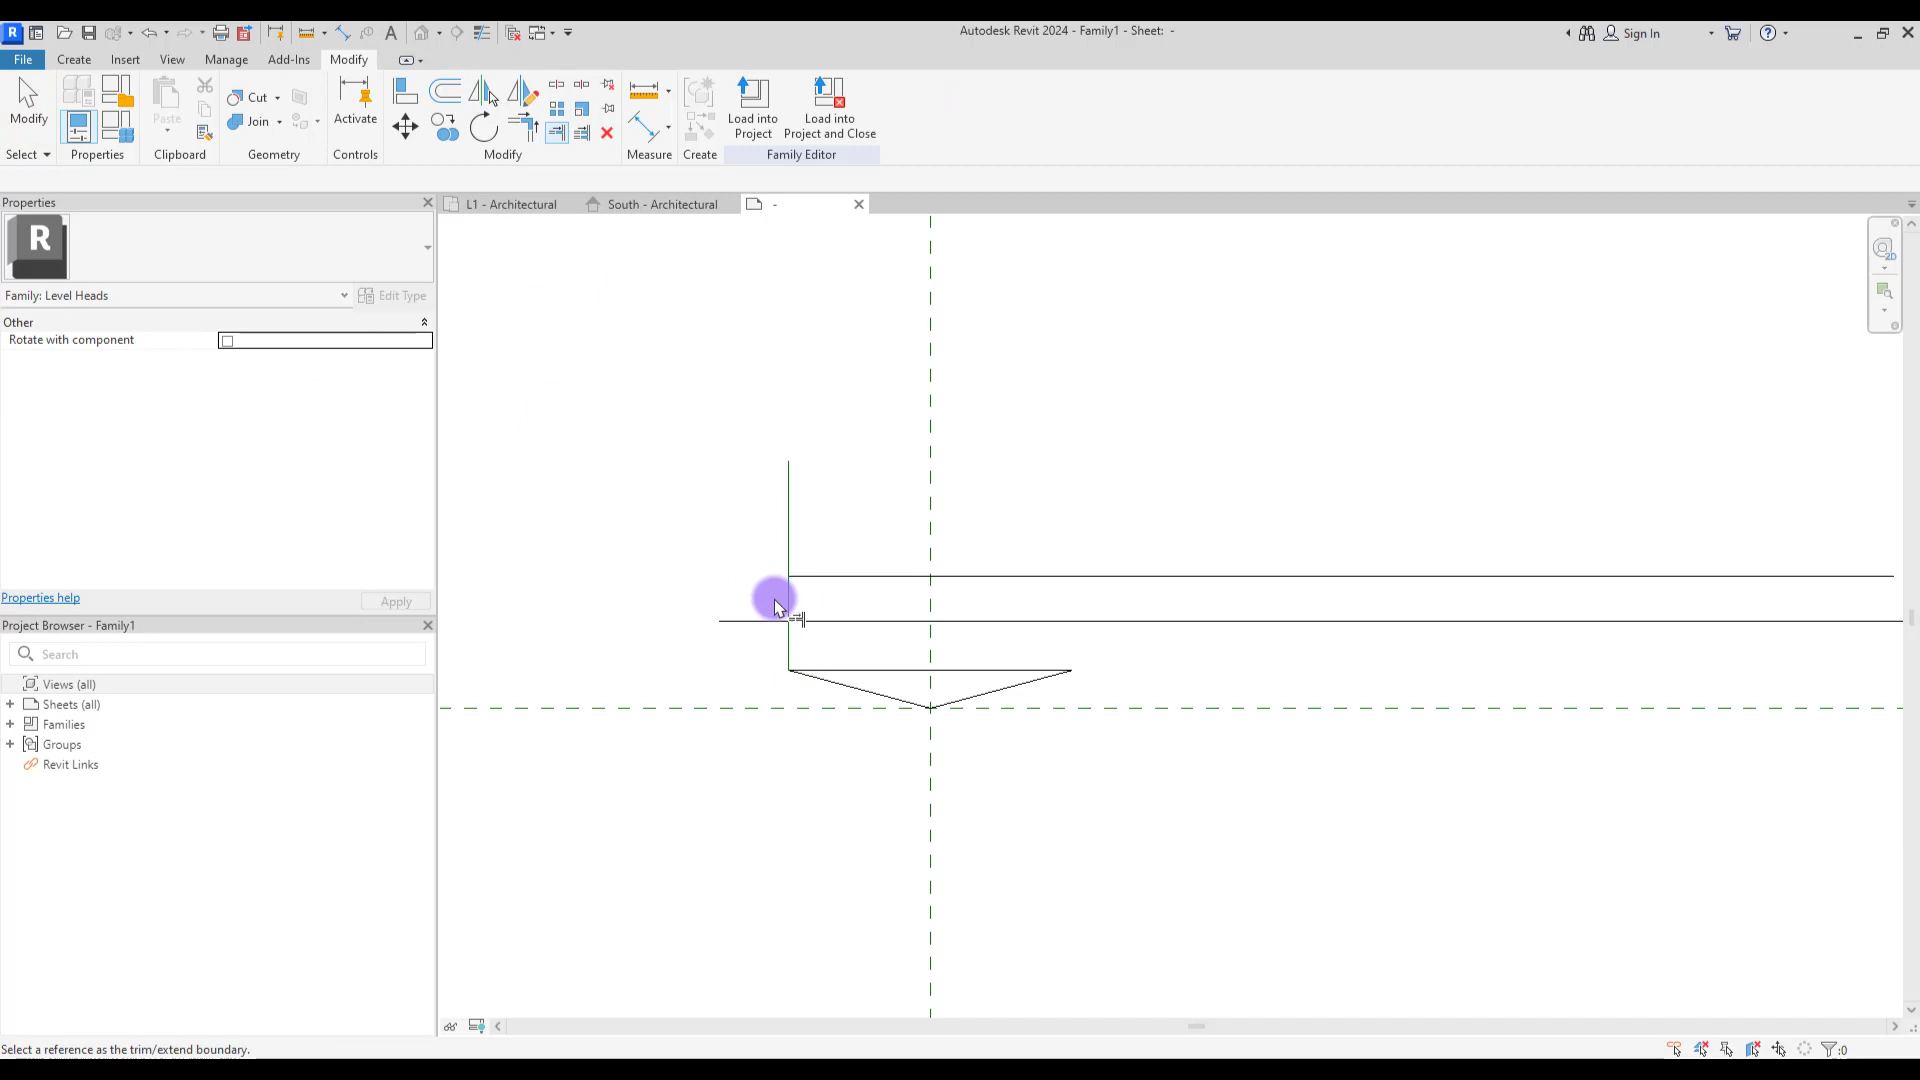 Autodesk Revit 2024 - Family1 - Sheet: -
Sign In
File
Create
Insert
View
Manage
Add-Ins
Modify
Modify
Paste
Cut
Join
Activate
Load into
Project
Load into
Project and Close
Select
Properties
Clipboard
Geometry
Controls
Modify
Measure
Create
Family Editor
Properties
L1 - Architectural
South - Architectural
-
R
Family: Level Heads
Edit Type
Other
Rotate with component
Properties help
Apply
Project Browser - Family1
Search
Views (all)
Sheets (all)
Families
Groups
Revit Links
2D
Select a reference as the trim/extend boundary.
:0